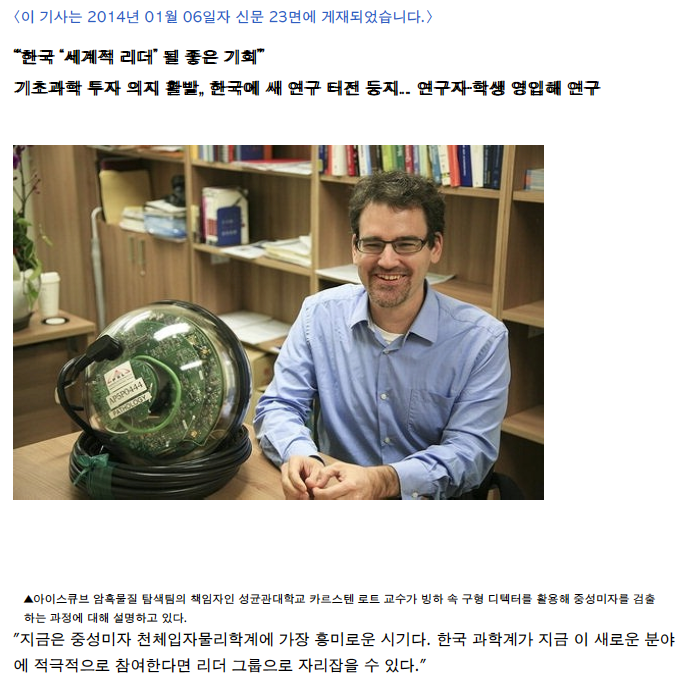 〈이 기사는 2014년 01월 06일자 신문 23면에 게재되었습니다.〉
“‘한국 “세계적 리더” 될 좋은 기회’”
기초과학 투자 의지 활발, 한국에 새 연구 터전 둥지... 연구자·학생 영입해 연구
APSP0444
PATHOLOGY
▲아이스큐브 암흑물질 탐색팀의 책임자인 성균관대학교 카르스텐 로트 교수가 빙하 속 구형 디텍터를 활용해 중성미자를 검출
하는 과정에 대해 설명하고 있다.
"지금은 중성미자 천체입자물리학계에 가장 흥미로운 시기다. 한국 과학계가 지금 이 새로운 분야
에 적극적으로 참여한다면 리더 그룹으로 자리잡을 수 있다."